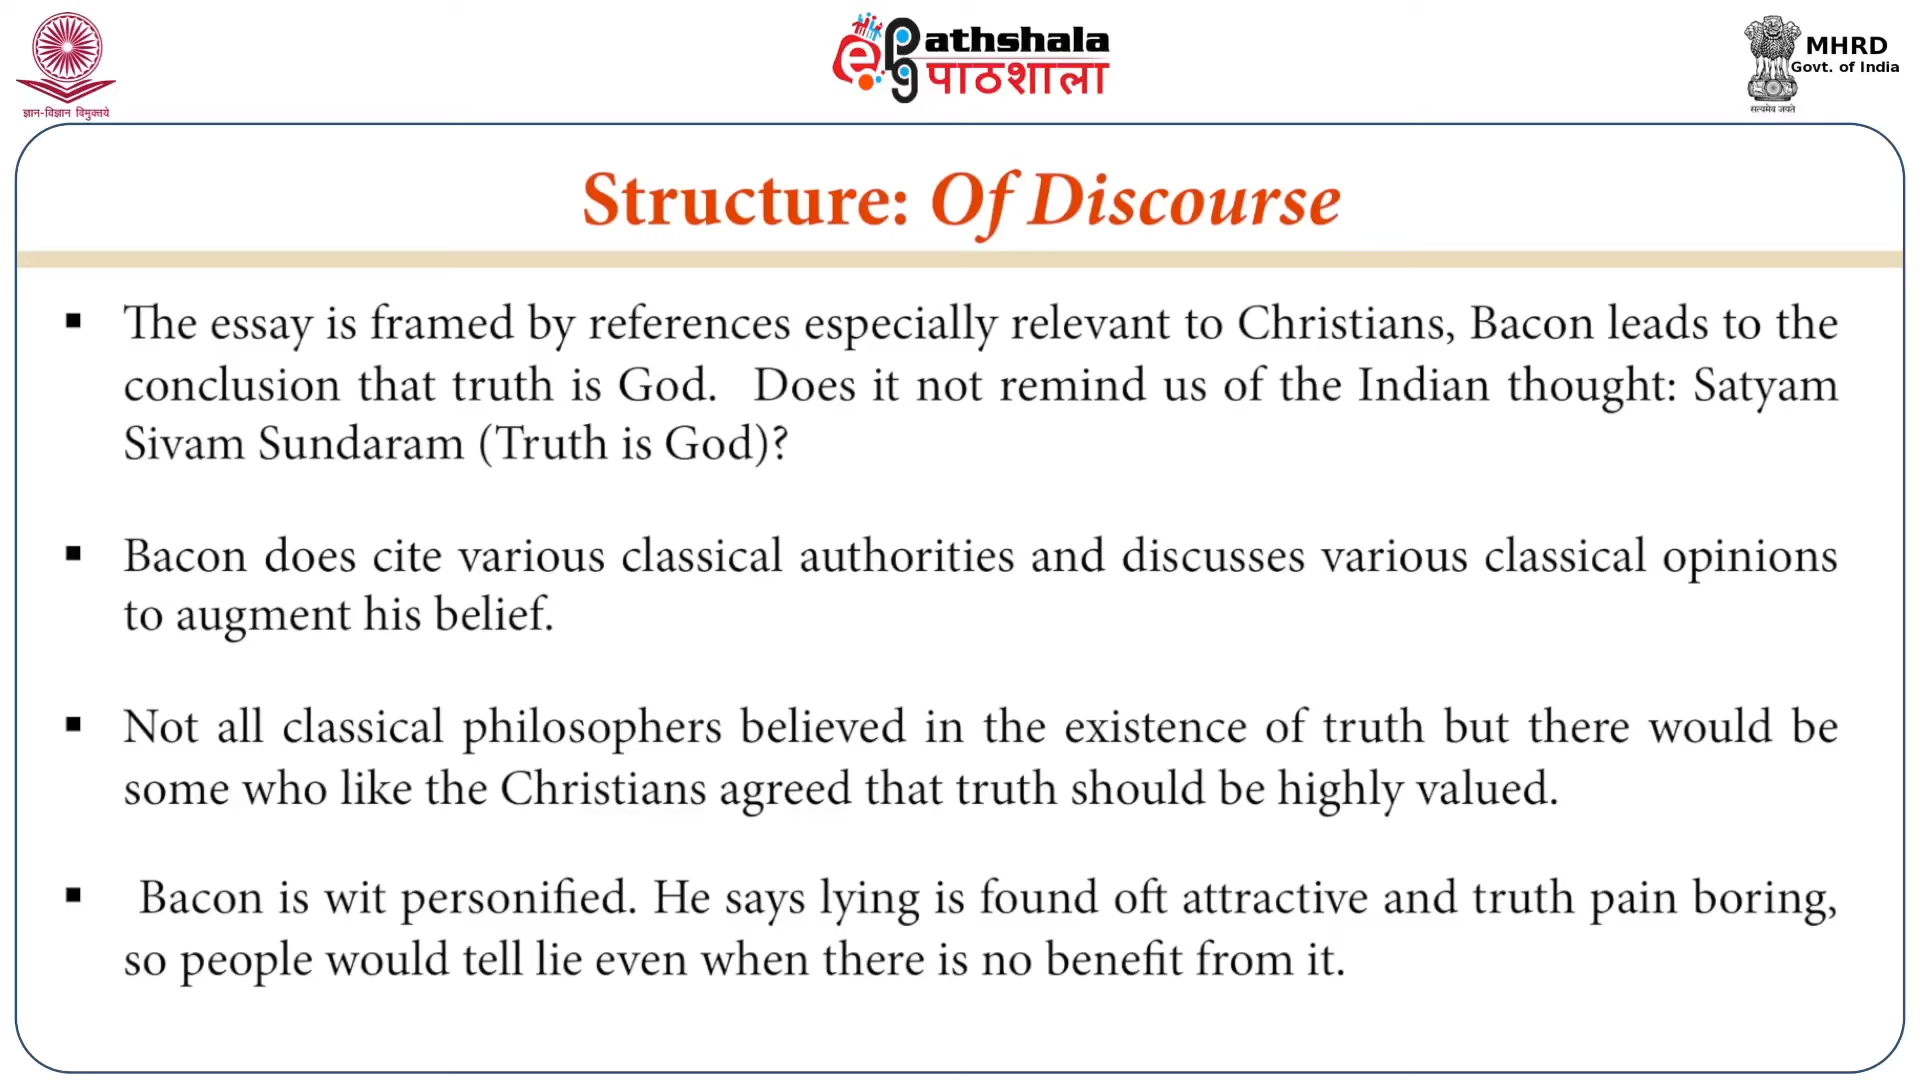 ज्ञान-विज्ञान विमुक्तये
e Pathshala
पाठशाला
MHRD
Govt. of India
सत्यमेव जयते
Structure: Of Discourse
▪ The essay is framed by references especially relevant to Christians, Bacon leads to the
conclusion that truth is God. Does it not remind us of the Indian thought: Satyam
Sivam Sundaram (Truth is God)?
▪ Bacon does cite various classical authorities and discusses various classical opinions
to augment his belief.
▪ Not all classical philosophers believed in the existence of truth but there would be
some who like the Christians agreed that truth should be highly valued.
▪ Bacon is wit personified. He says lying is found oft attractive and truth pain boring,
so people would tell lie even when there is no benefit from it.